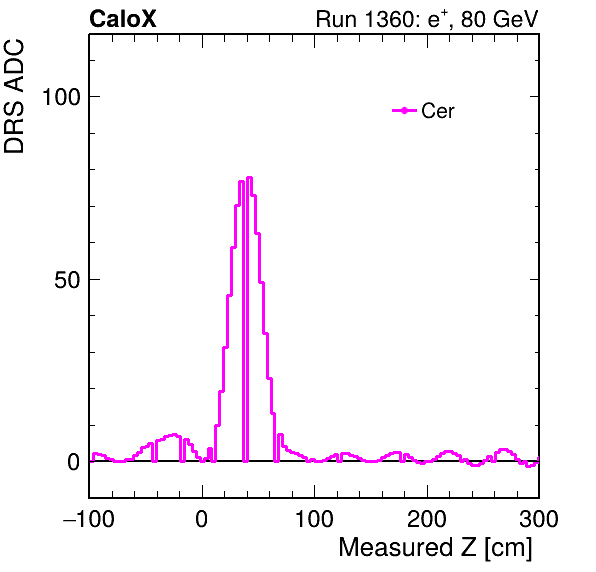 CaloX Run 1360: e⁺, 80 GeV
DRS ADC
100
50
0
Cer
−100 0 100 200 300
Measured Z [cm]